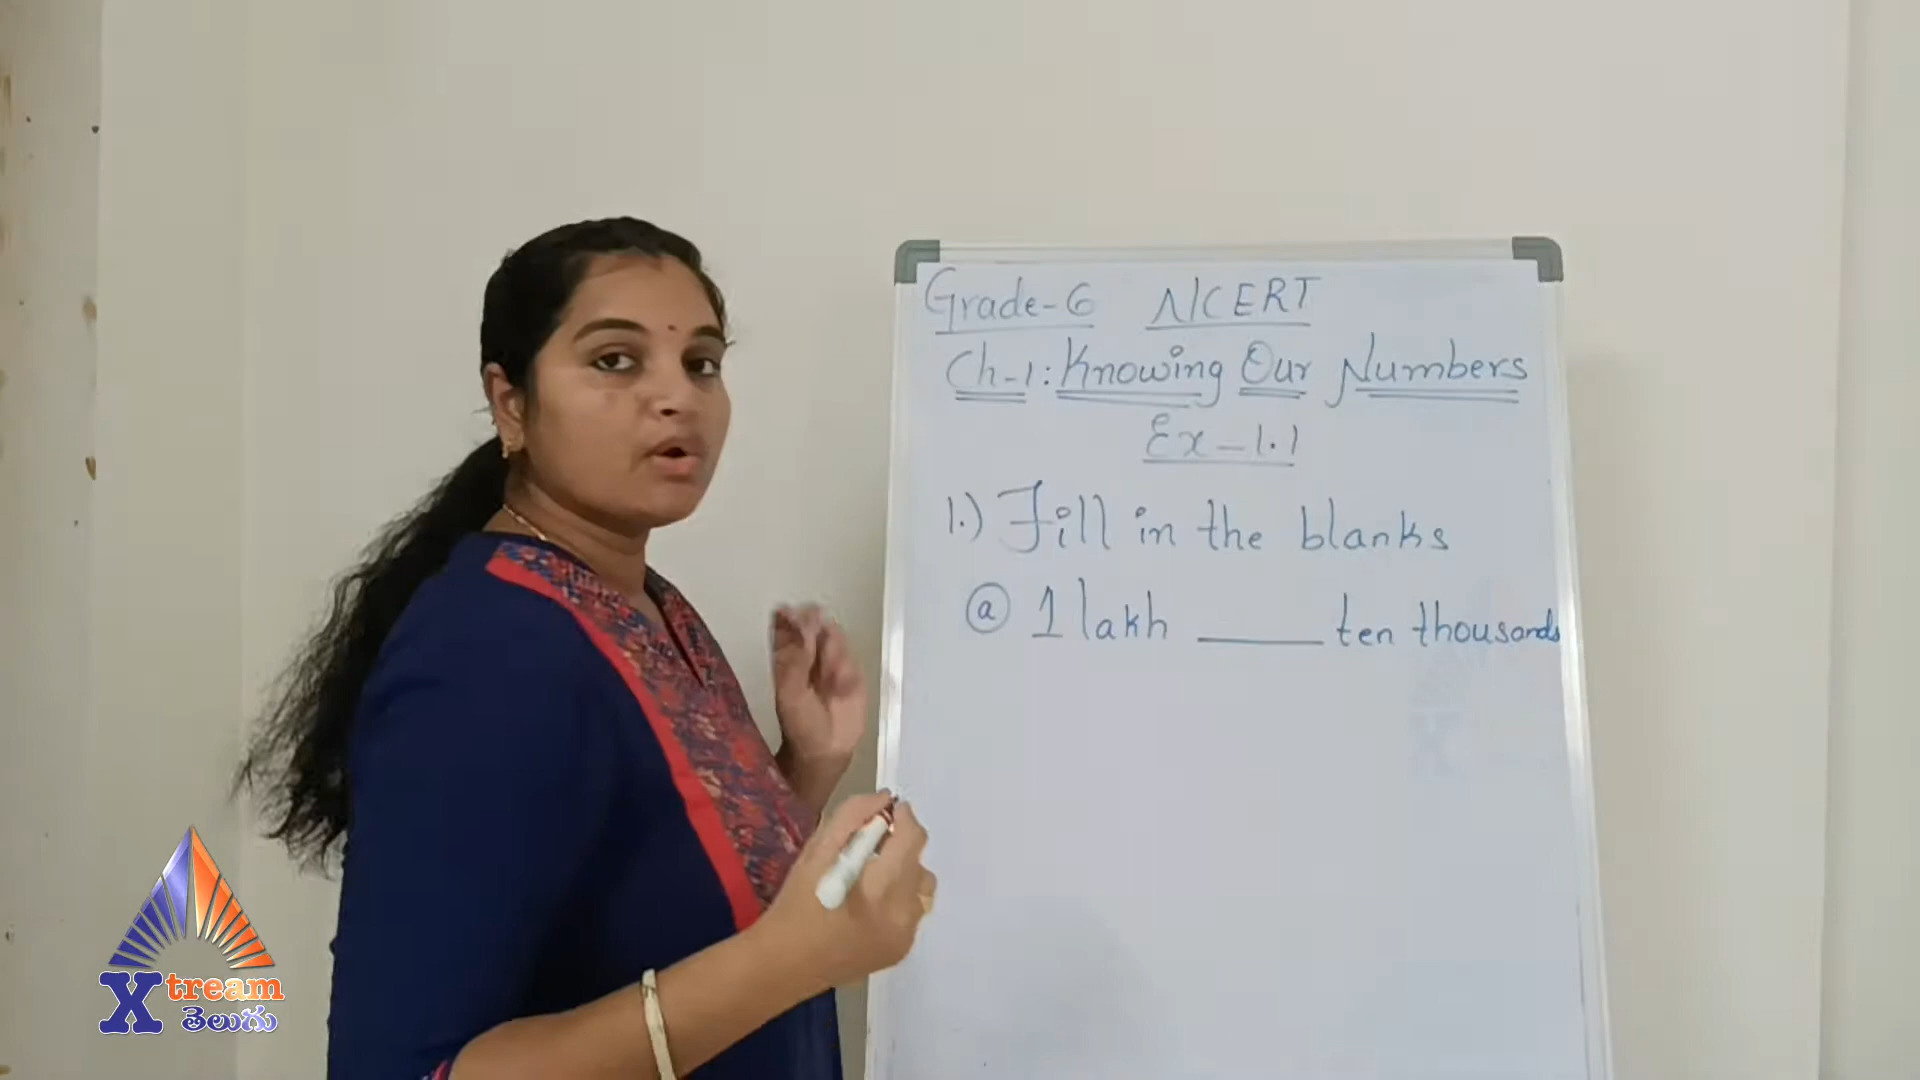 Grade-6 NCERT
Ch-1: Knowing Our Numbers
Ex-1.1
1.) Fill in the blanks
ⓐ 1 lakh _____ ten thousands
Xtream
తెలుగు